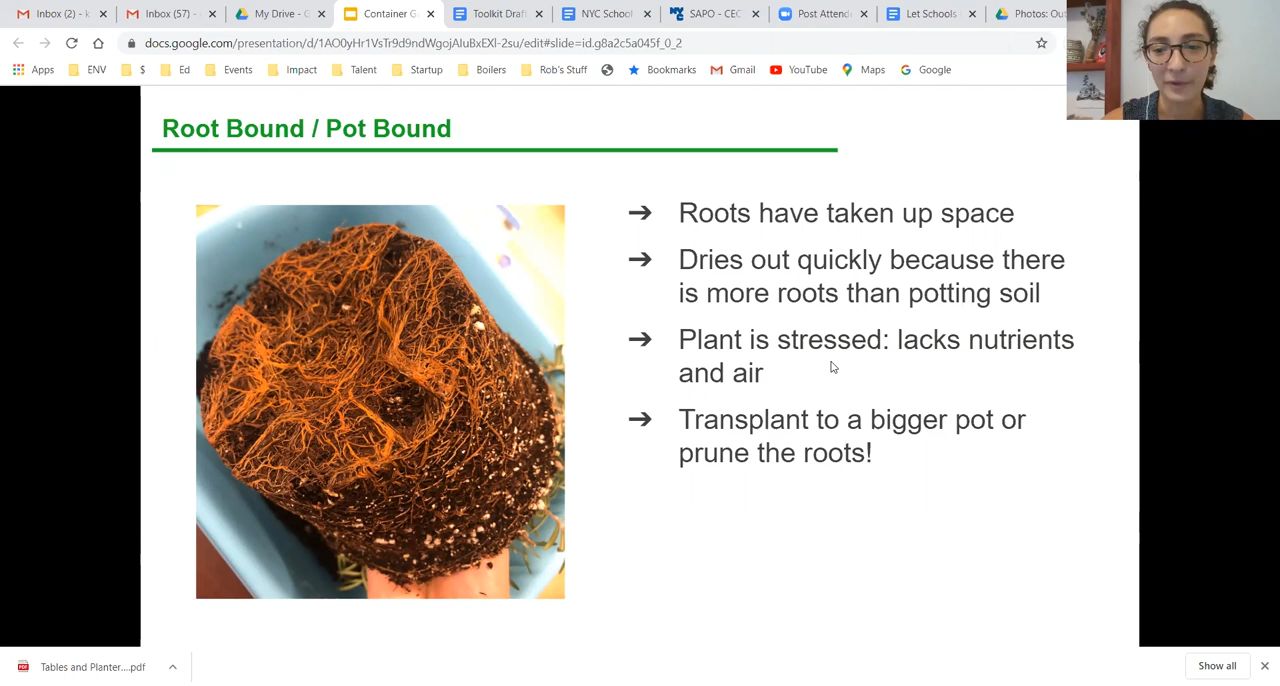 Inbox (2) - k
Inbox (57) -
My Drive - G
Container G
Toolkit Draf
NYC School
SAPO - CEC
Post Attend
Let Schools
Photos: Ou
docs.google.com/presentation/d/1AO0yHr1VsTr9d9ndWgojAIuBxEXl-2su/edit#slide=id.g8a2c5a045f_0_2
Apps
ENV
$
Ed
Events
Impact
Talent
Startup
Boilers
Rob's Stuff
Bookmarks
Gmail
YouTube
Maps
Google
Root Bound / Pot Bound
➔ Roots have taken up space
➔ Dries out quickly because there
is more roots than potting soil
➔ Plant is stressed: lacks nutrients
and air
➔ Transplant to a bigger pot or
prune the roots!
PDF
Tables and Planter....pdf
Show all